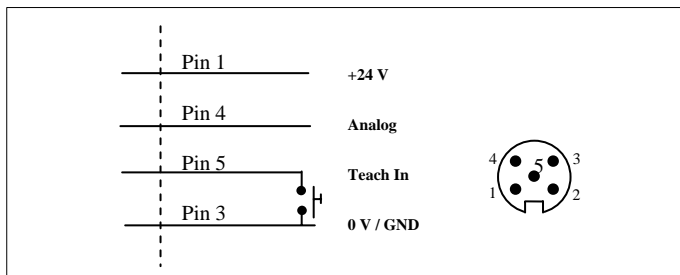 Pin 1 +24 V
Pin 4 Analog
Pin 5 Teach In
Pin 3 0 V / GND
4 5 3
1 2